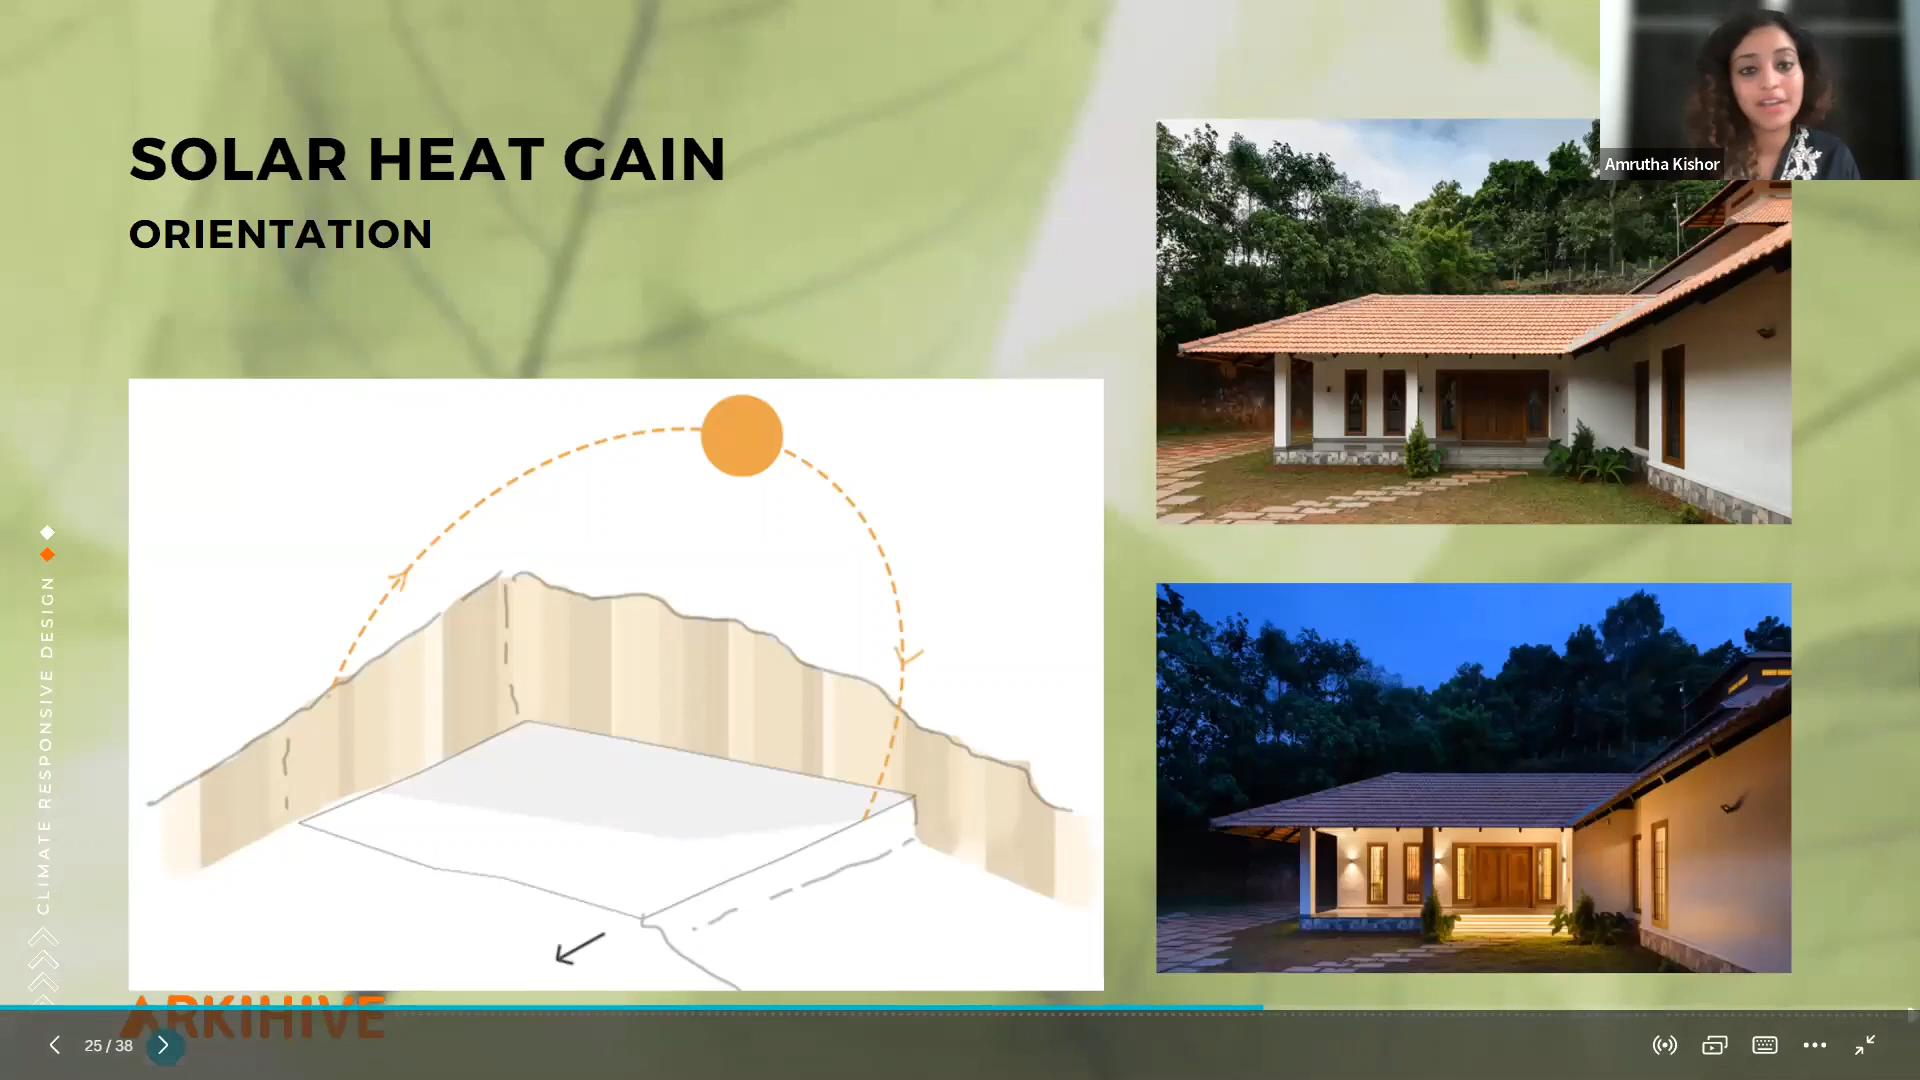 SOLAR HEAT GAIN
ORIENTATION
Amrutha Kishor
CLIMATE RESPONSIVE DESIGN
ARKIHIVE
25 / 38